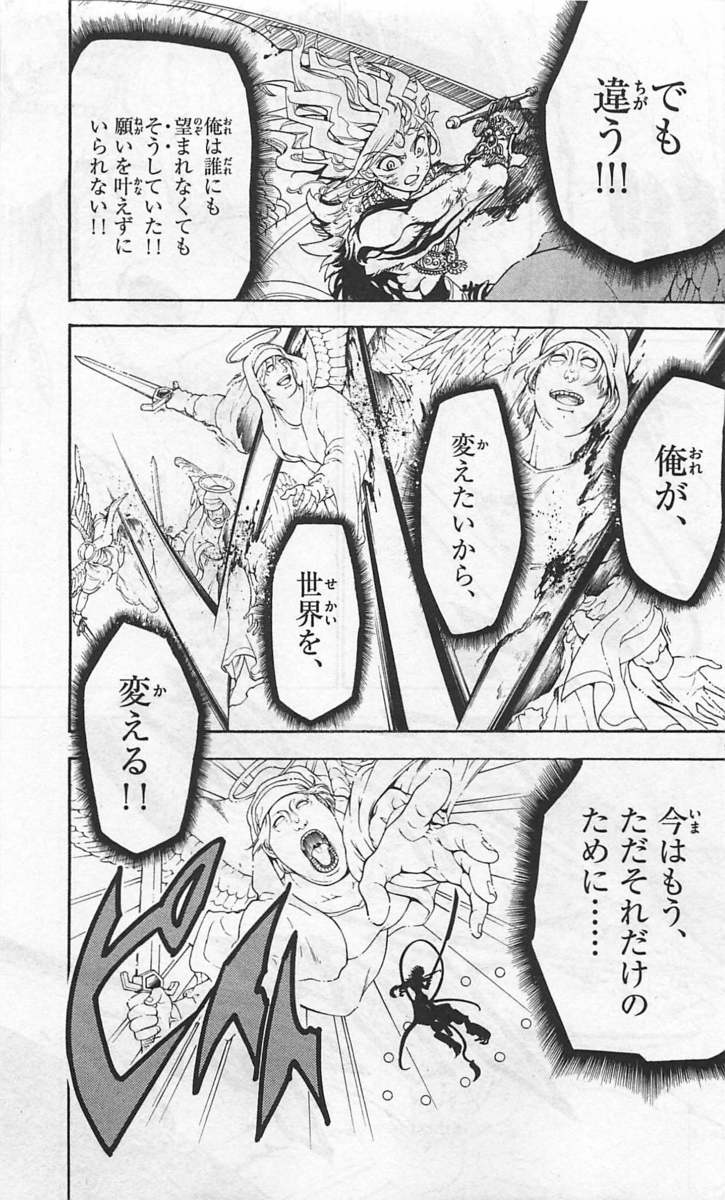 でも
違う!!!
俺は誰にも
望まれなくても
そうしていた!!
願いを叶えずに
いられない!!
俺が、
変えたいから、
世界を、
変える!!
今はもう、
ただそれだけの
ために……